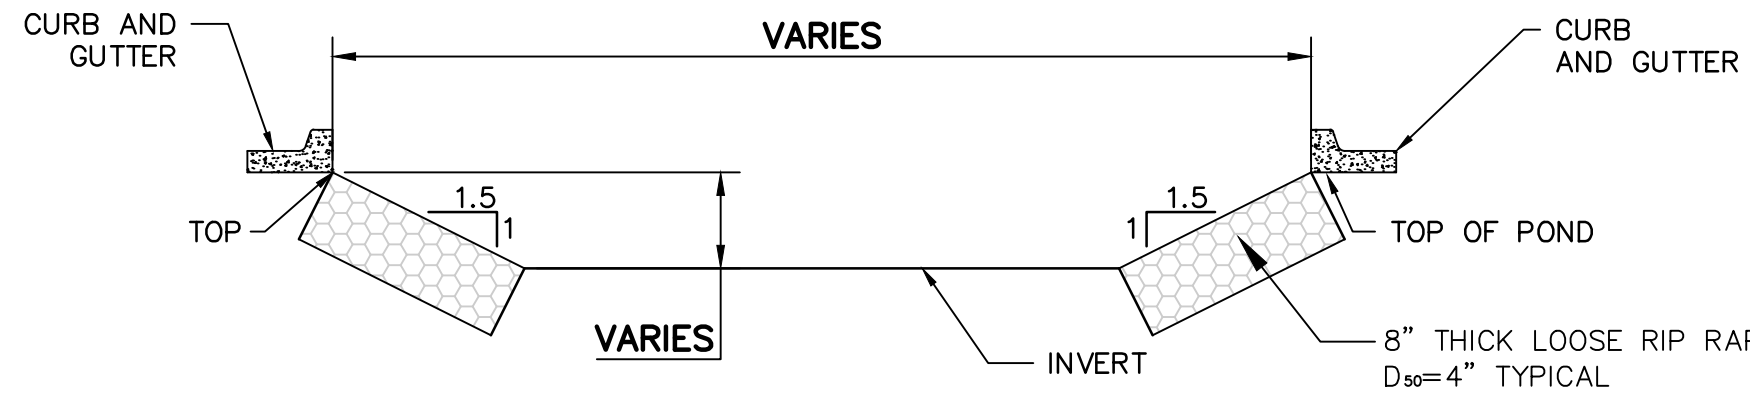 CURB AND
GUTTER
VARIES
CURB
AND GUTTER
1.5
1
1.5
1
TOP
TOP OF POND
VARIES
INVERT
8” THICK LOOSE RIP RAP
D50=4” TYPICAL